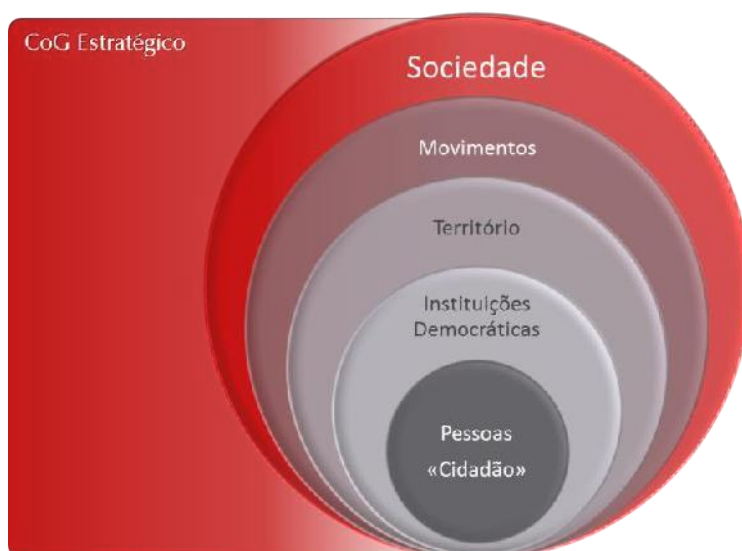 CoG Estratégico
Sociedade
Movimentos
Território
Instituições
Democráticas
Pessoas
«Cidadão»